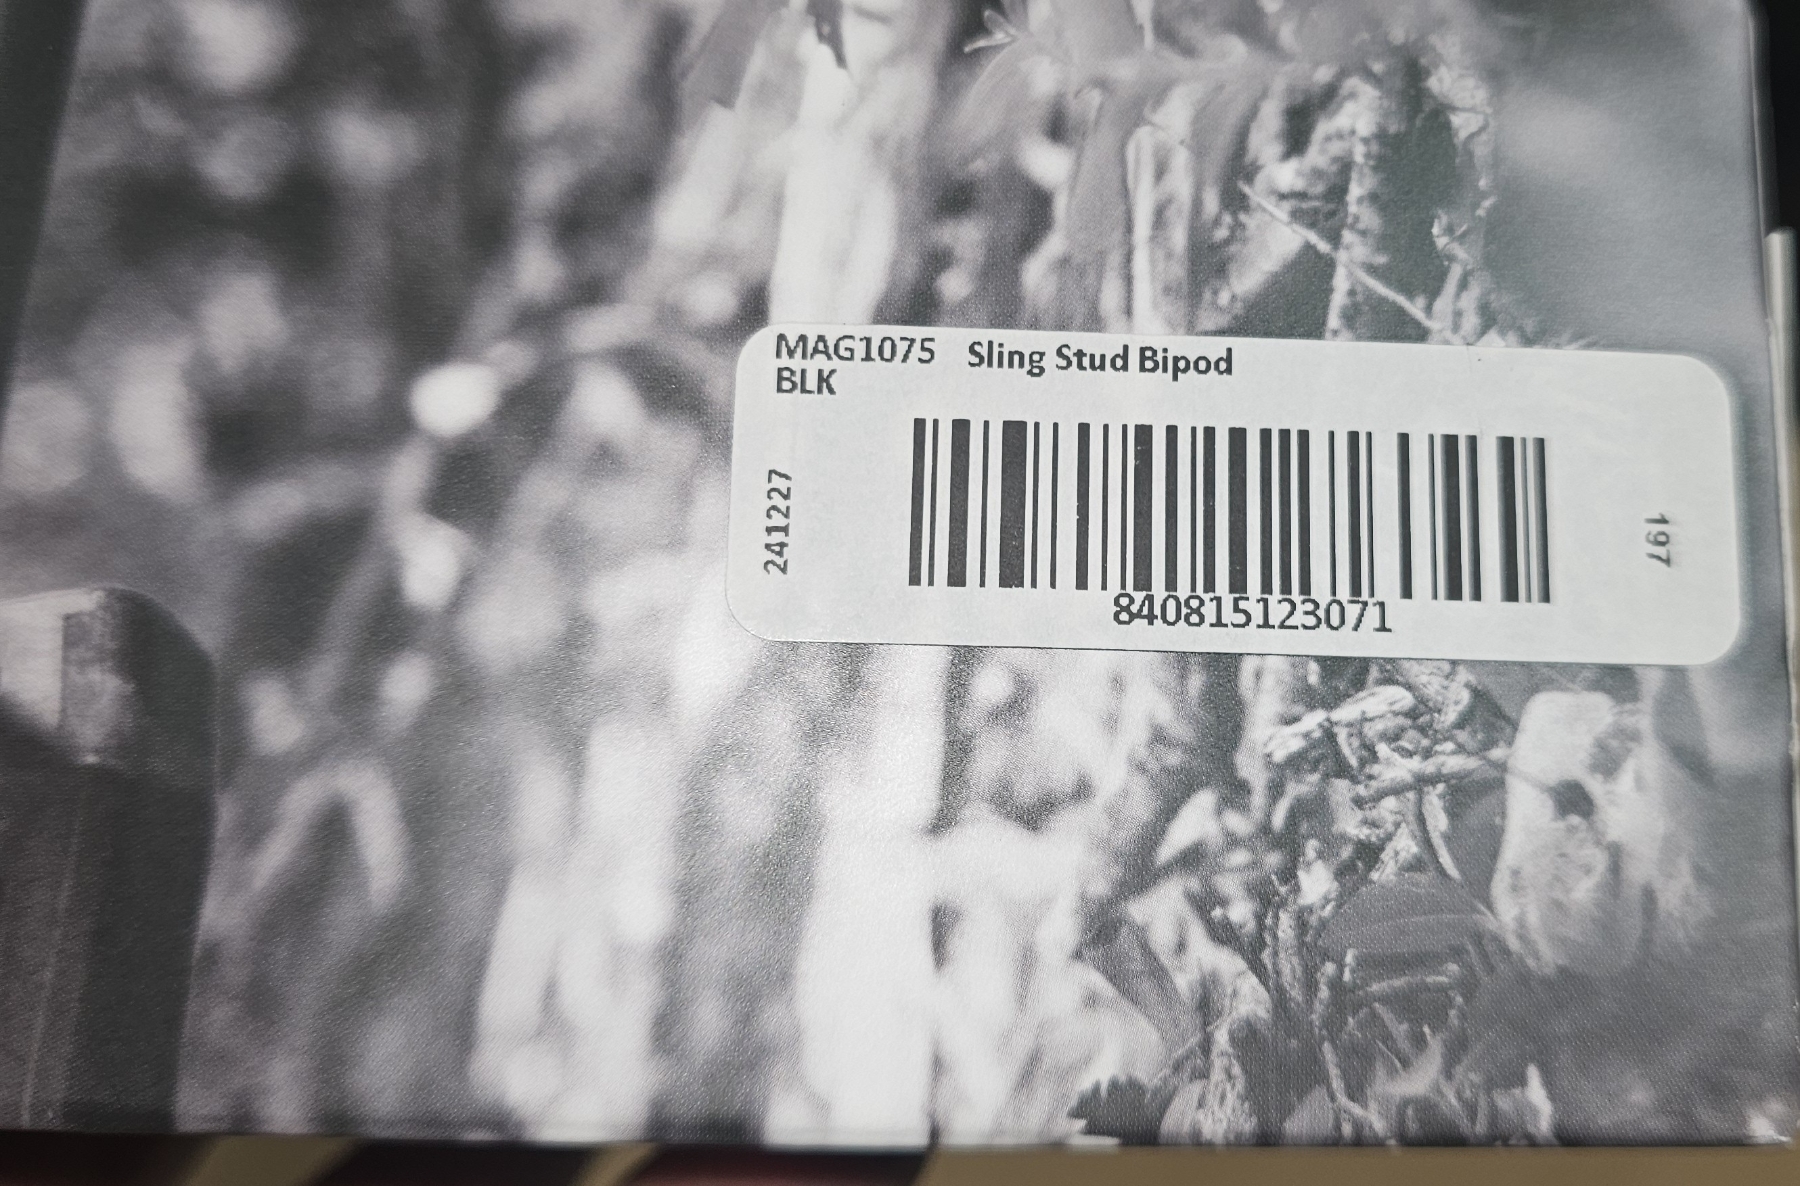 MAG1075 Sling Stud Bipod
BLK
241227
197
840815123071